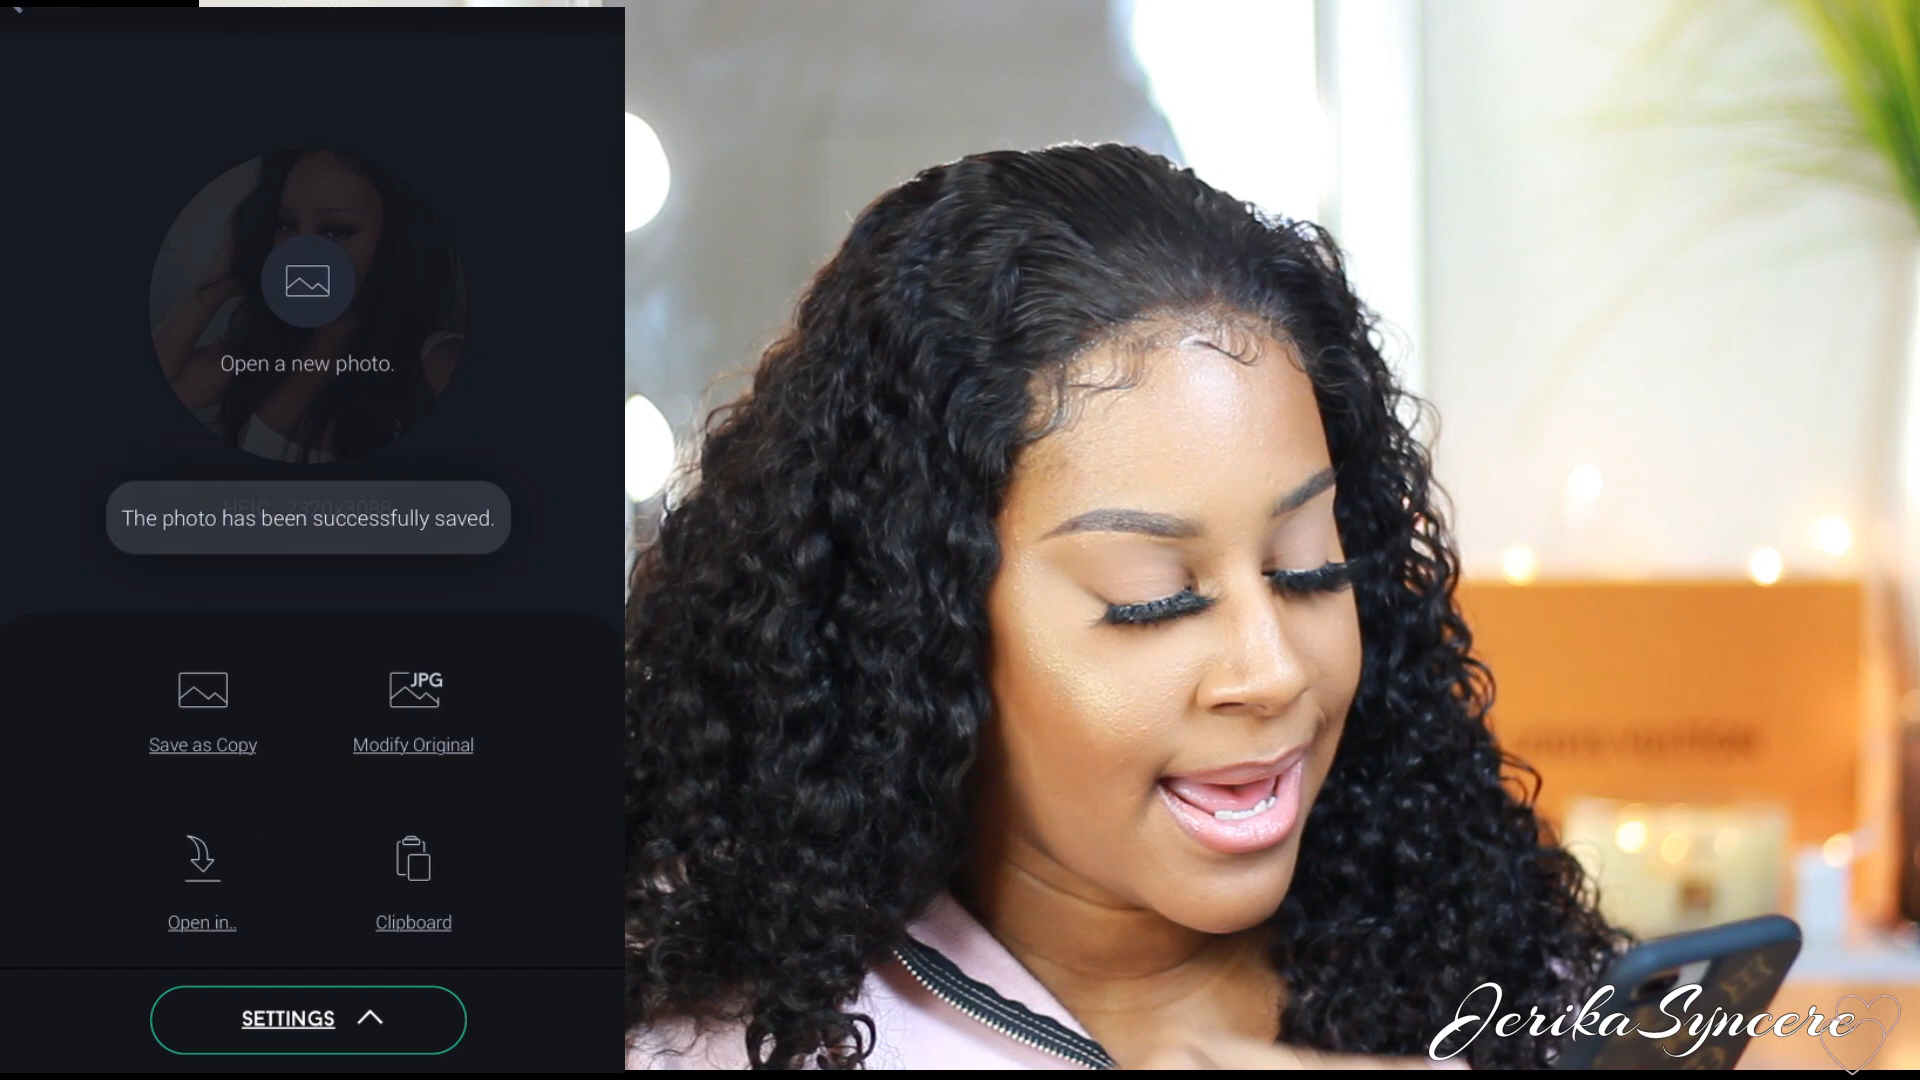 Open a new photo.
The photo has been successfully saved.
Save as Copy
JPG
Modify Original
Open in..
Clipboard
SETTINGS
JerikaSyncere